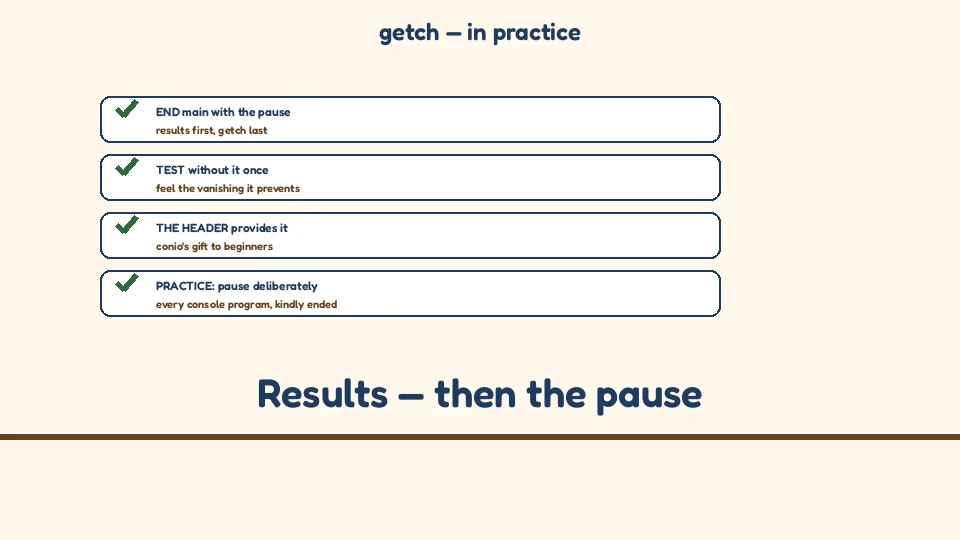 getch — in practice
END main with the pause
results first, getch last
TEST without it once
feel the vanishing it prevents
THE HEADER provides it
conio's gift to beginners
PRACTICE: pause deliberately
every console program, kindly ended
Results — then the pause